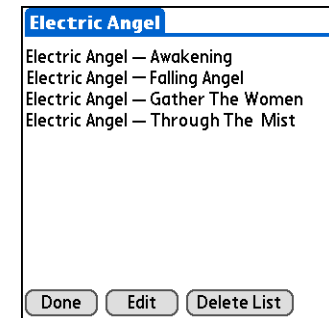 Electric Angel
Electric Angel — Awakening
Electric Angel — Falling Angel
Electric Angel — Gather The Women
Electric Angel — Through The Mist
Done Edit Delete List